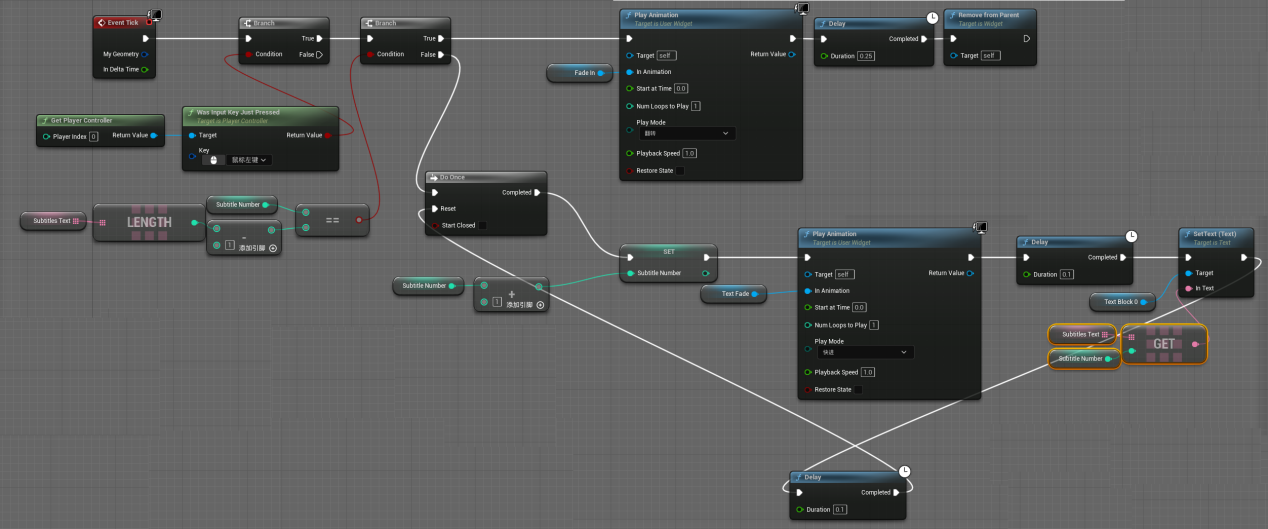 Event Tick
My Geometry
In Delta Time
Branch
True
Condition
False
Branch
True
Condition
False
Play Animation
Target is User Widget
Target self
Return Value
In Animation
Start at Time 0.0
Num Loops to Play 1
Play Mode
翻转
Playback Speed 1.0
Restore State
Fade In
Delay
Completed
Duration 0.25
Remove from Parent
Target is Widget
Target self
Get Player Controller
Player Index 0
Return Value
Was Input Key Just Pressed
Target is Player Controller
Target
Return Value
Key
鼠标左键
Subtitles Text
LENGTH
Subtitle Number
-
1 添加引脚
==
Do Once
Completed
Reset
Start Closed
Subtitle Number
+
1 添加引脚
SET
Subtitle Number
Text Fade
Play Animation
Target is User Widget
Target self
Return Value
In Animation
Start at Time 0.0
Num Loops to Play 1
Play Mode
快进
Playback Speed 1.0
Restore State
Delay
Completed
Duration 0.1
SetText (Text)
Target is Text
Target
In Text
Text Block 0
Subtitles Text
Subtitle Number
GET
Delay
Completed
Duration 0.1